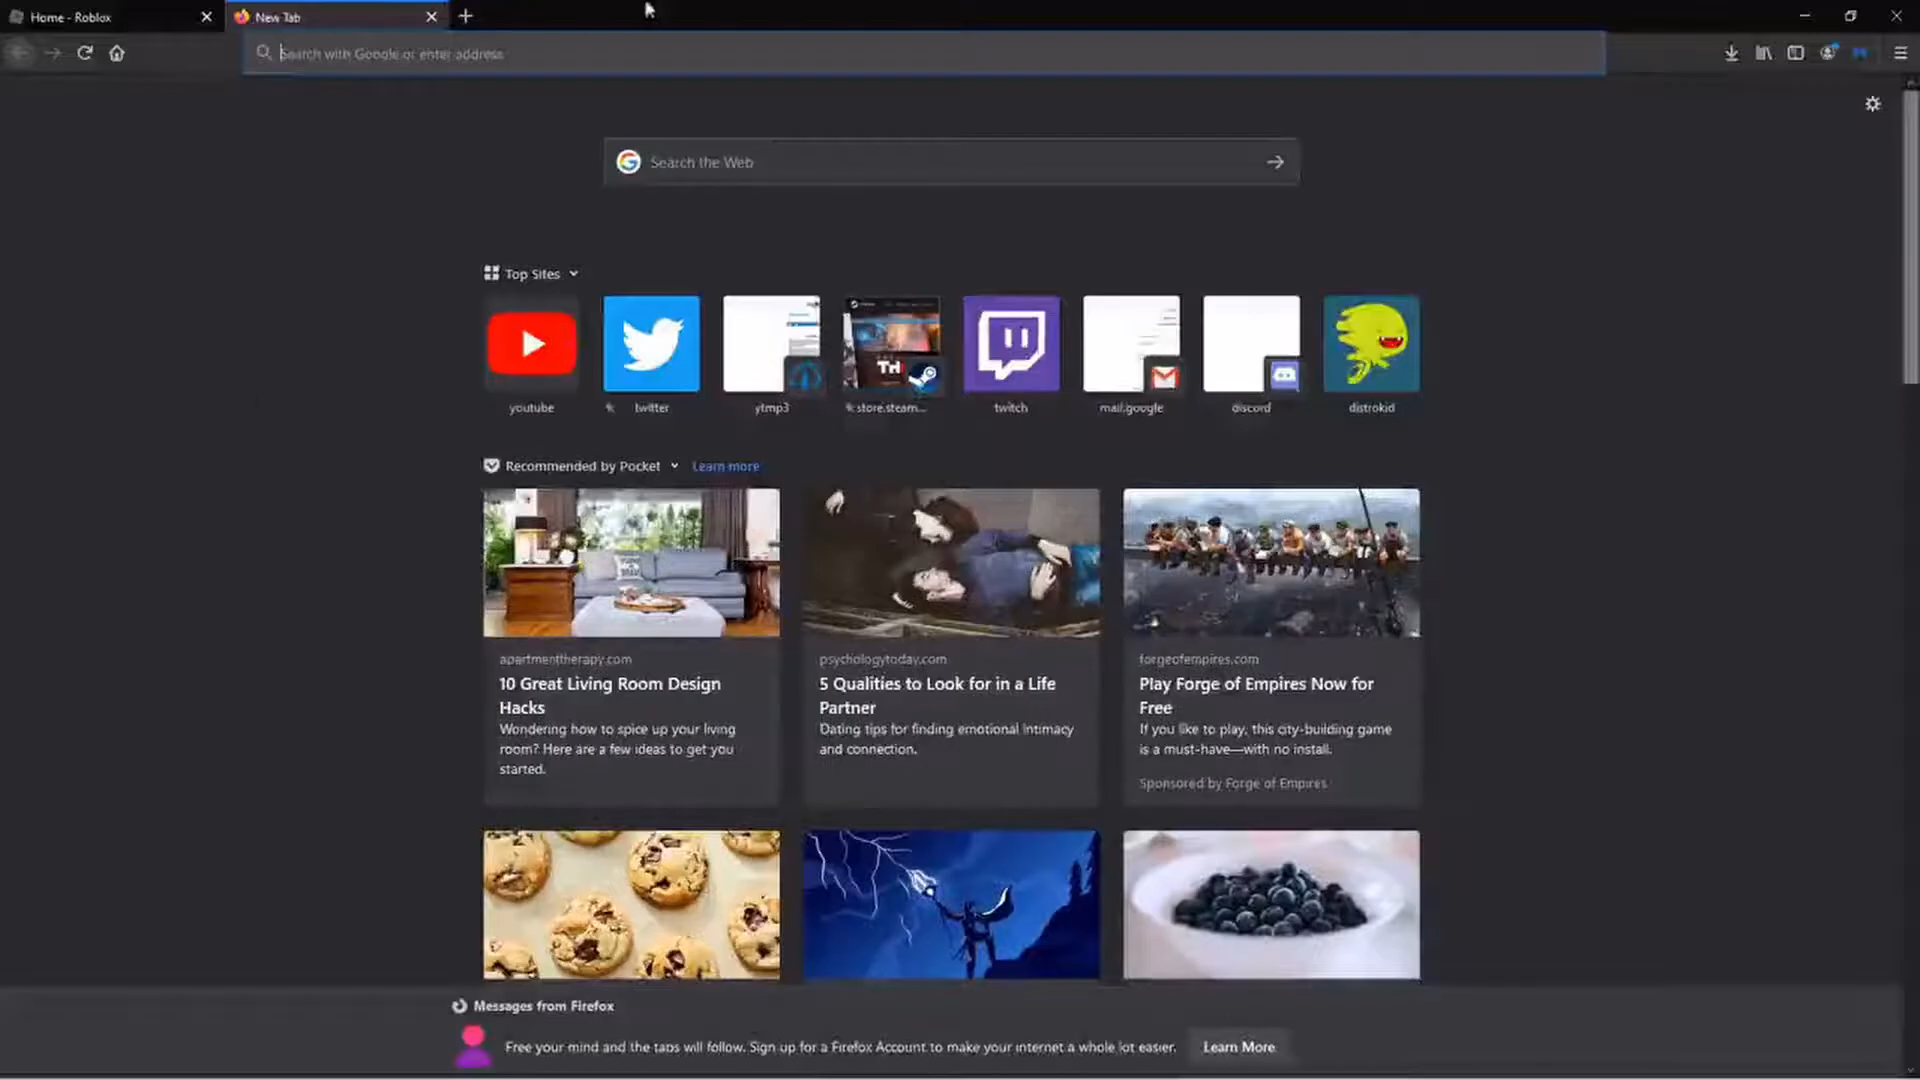 Home - Roblox
New Tab
Search with Google or enter address
Search the Web
Top Sites
youtube
twitter
ytmp3
store.steam...
twitch
mail.google
discord
distrokid
Recommended by Pocket
Learn more
apartmenttherapy.com
10 Great Living Room Design
Hacks
Wondering how to spice up your living
room? Here are a few ideas to get you
started.
psychologytoday.com
5 Qualities to Look for in a Life
Partner
Dating tips for finding emotional intimacy
and connection.
forgeofempires.com
Play Forge of Empires Now for
Free
If you like to play, this city-building game
is a must-have—with no install.
Sponsored by Forge of Empires
Messages from Firefox
Free your mind and the tabs will follow. Sign up for a Firefox Account to make your internet a whole lot easier.
Learn More